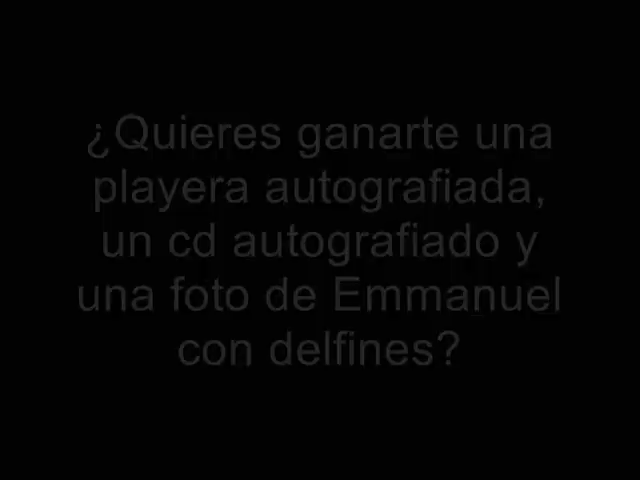 ¿Quieres ganarte una
playera autografiada,
un cd autografiado y
una foto de Emmanuel
con delfines?